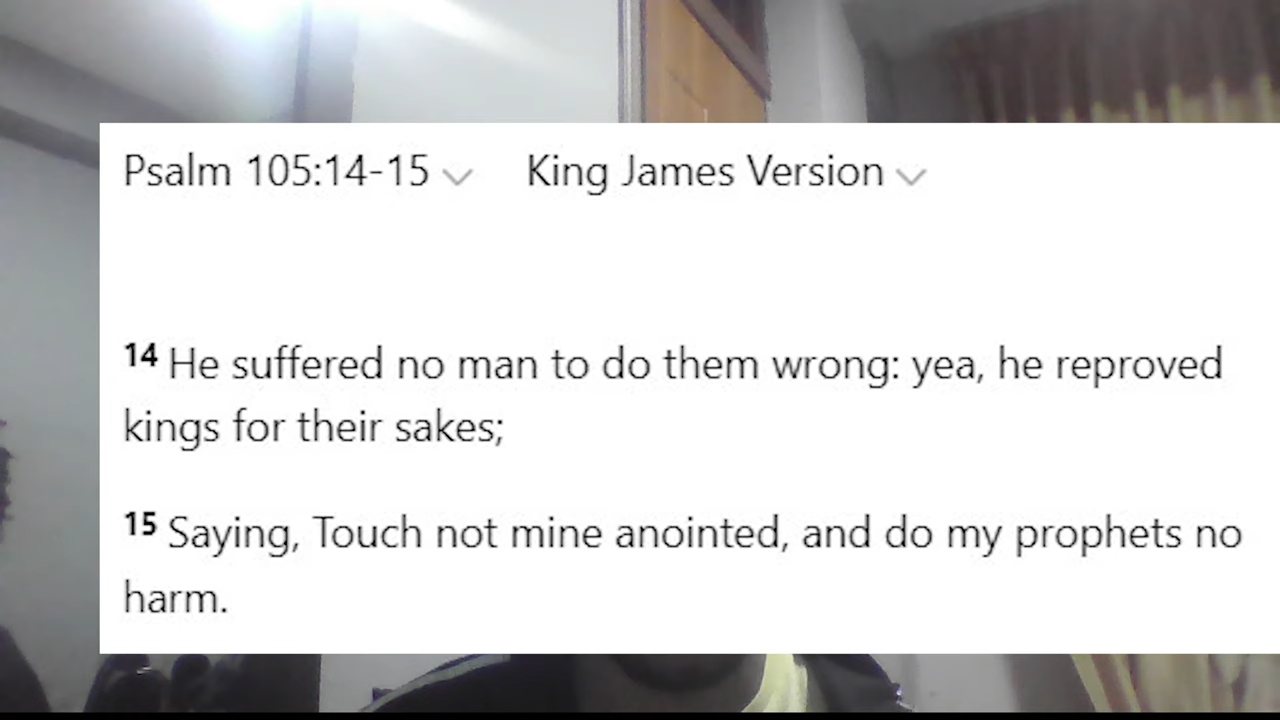 Psalm 105:14-15 King James Version
14 He suffered no man to do them wrong: yea, he reproved
kings for their sakes;
15 Saying, Touch not mine anointed, and do my prophets no
harm.